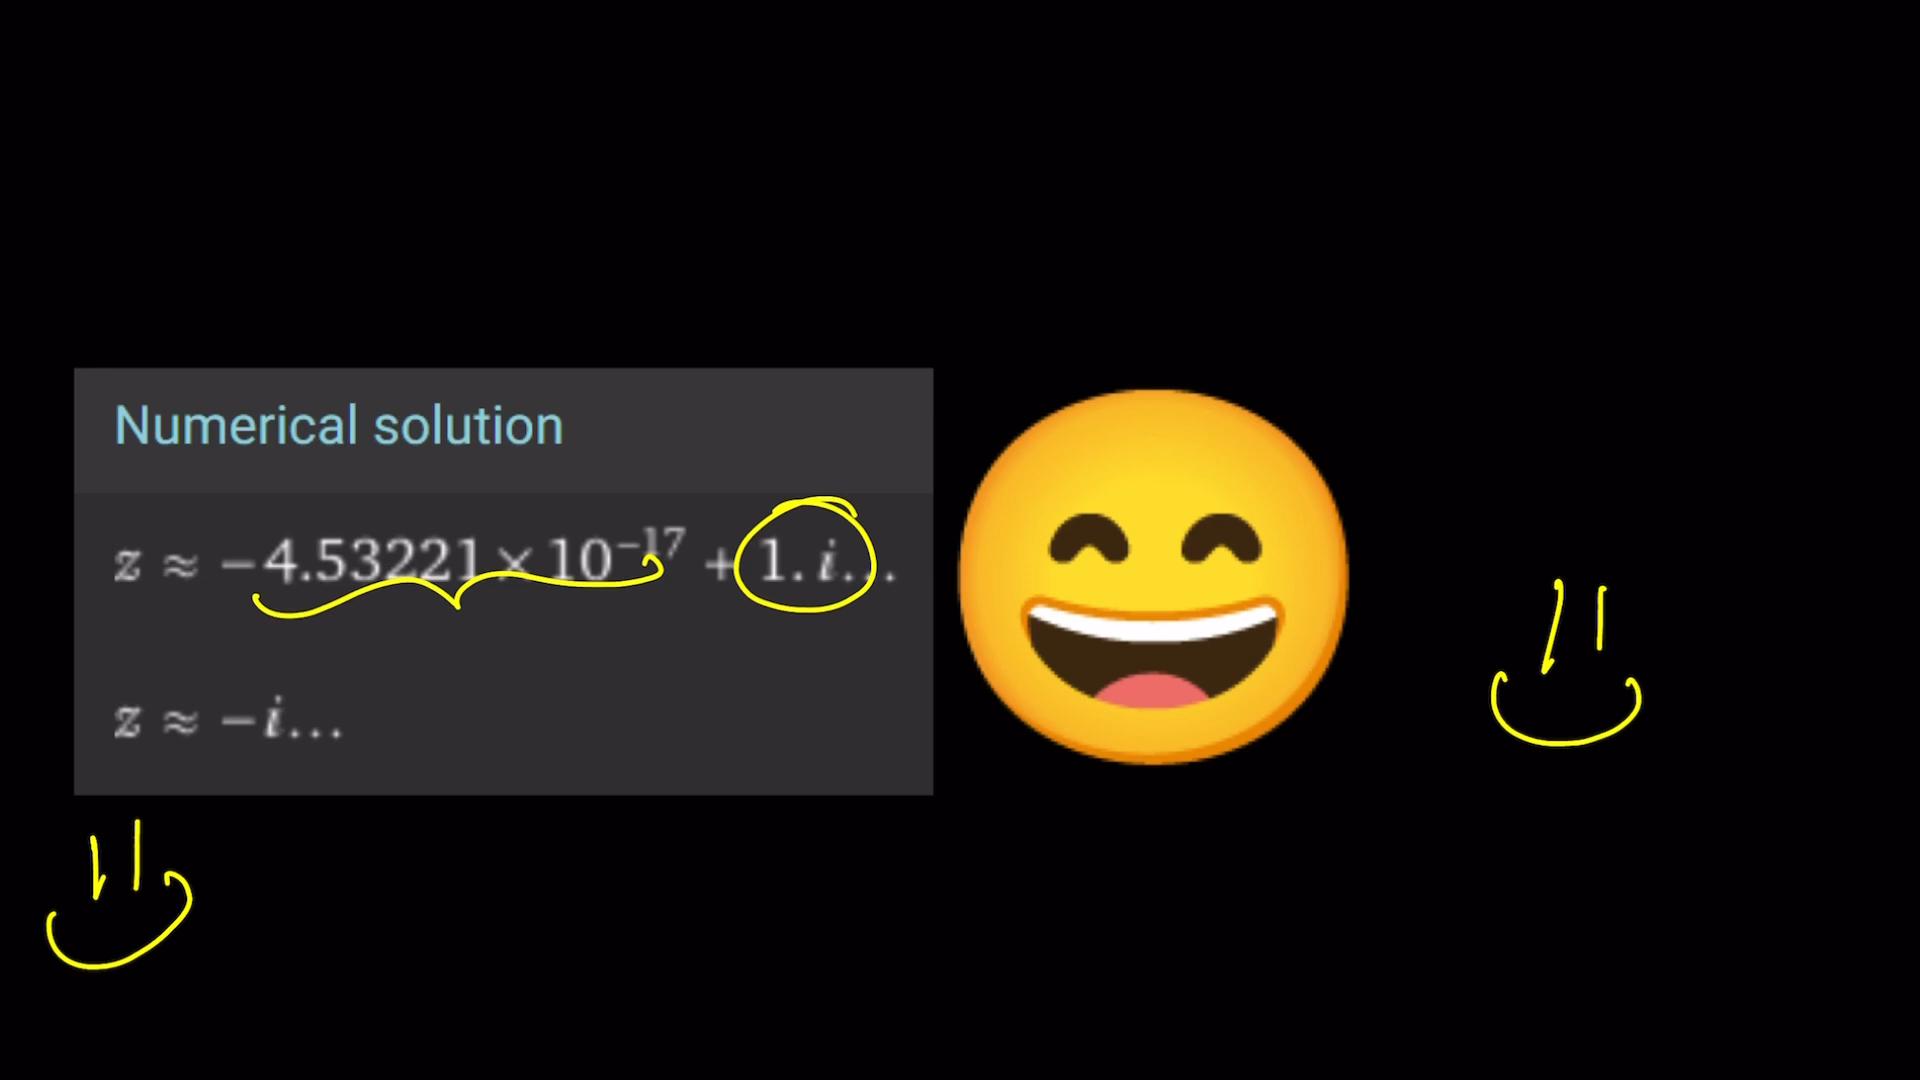 Numerical solution
z ≈ −4.53221×10⁻¹⁷ + 1. i...
z ≈ −i...